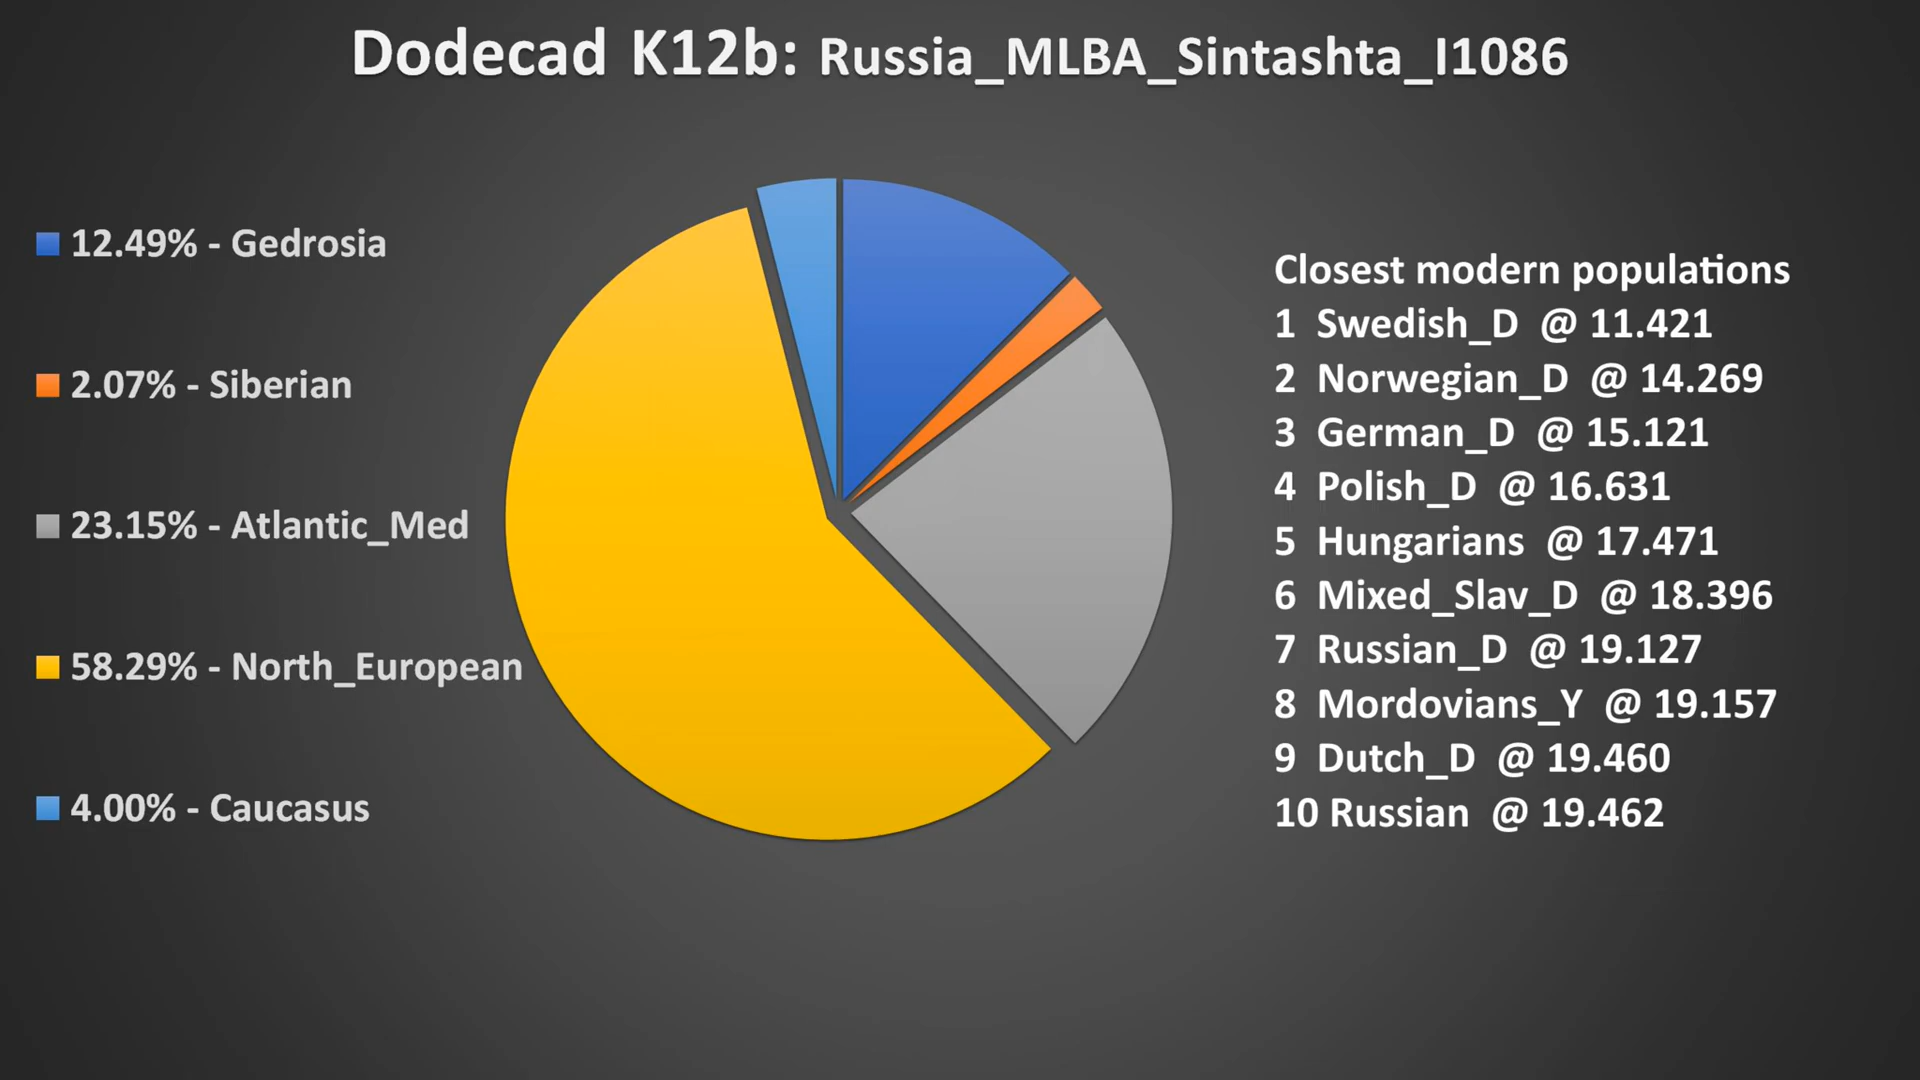 Dodecad K12b: Russia_MLBA_Sintashta_I1086
12.49% - Gedrosia
2.07% - Siberian
23.15% - Atlantic_Med
58.29% - North_European
4.00% - Caucasus
Closest modern populations
1 Swedish_D @ 11.421
2 Norwegian_D @ 14.269
3 German_D @ 15.121
4 Polish_D @ 16.631
5 Hungarians @ 17.471
6 Mixed_Slav_D @ 18.396
7 Russian_D @ 19.127
8 Mordovians_Y @ 19.157
9 Dutch_D @ 19.460
10 Russian @ 19.462